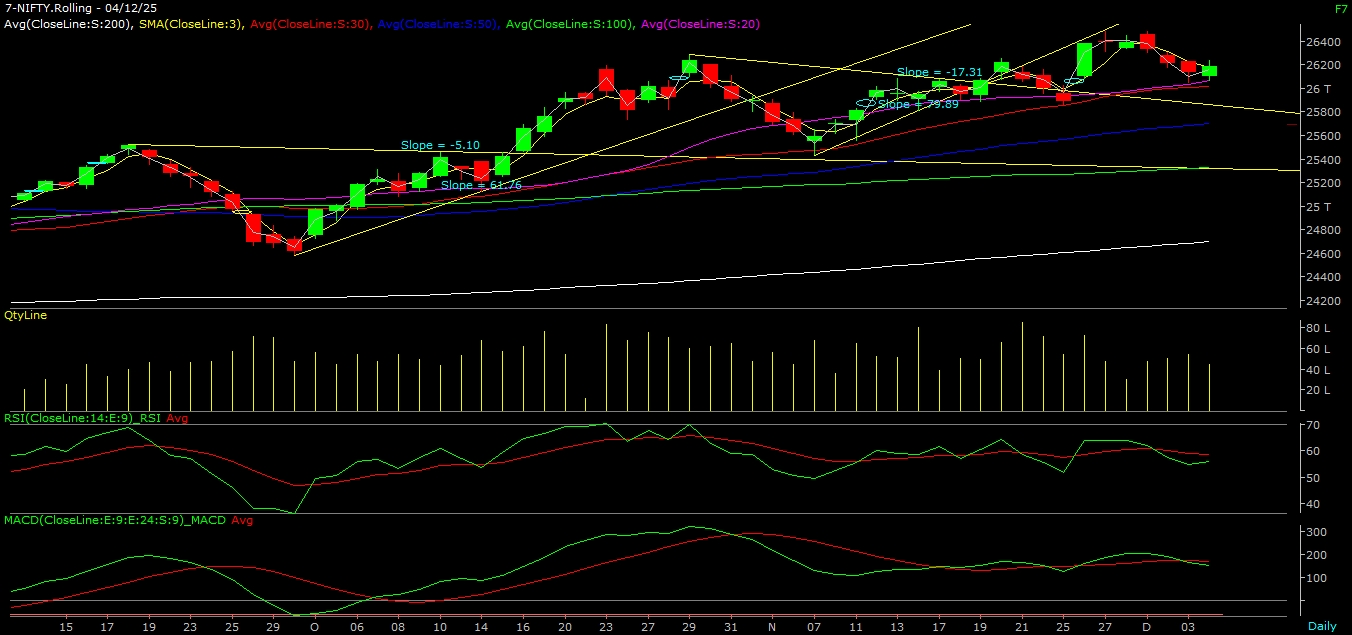 7-NIFTY.Rolling - 04/12/25
F7
Avg(CloseLine:S:200), SMA(CloseLine:3), Avg(CloseLine:S:30), Avg(CloseLine:S:50), Avg(CloseLine:S:100), Avg(CloseLine:S:20)
26400
26200
26 T
25800
25600
25400
25200
25 T
24800
24600
24400
24200
Slope = -17.31
Slope = 79.89
Slope = -5.10
Slope = 61.76
QtyLine
80 L
60 L
40 L
20 L
RSI(CloseLine:14:E:9)_RSI Avg
70
60
50
40
MACD(CloseLine:E:9:E:24:S:9)_MACD Avg
300
200
100
15 17 19 23 25 29 O 06 08 10 14 16 20 23 27 29 31 N 07 11 13 17 19 21 25 27 D 03
Daily